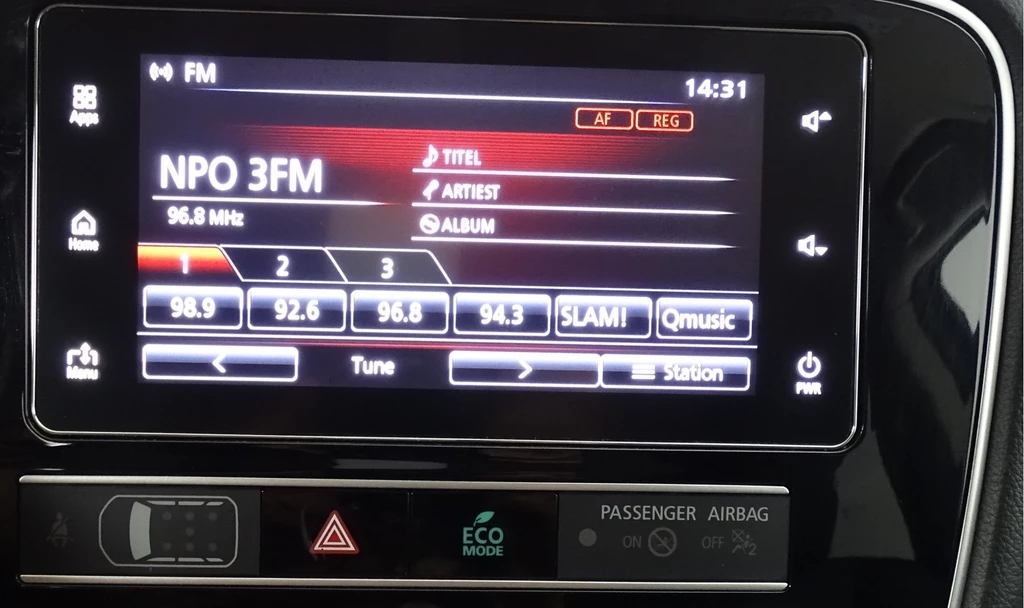 FM
14:31
Apps
AF REG
TITEL
NPO 3FM
ARTIEST
96.8 MHz
ALBUM
Home
1 2 3
98.9 92.6 96.8 94.3 SLAM! Qmusic
Menu
< Tune > Station
PWR
PASSENGER AIRBAG
ECO
MODE
ON OFF 2